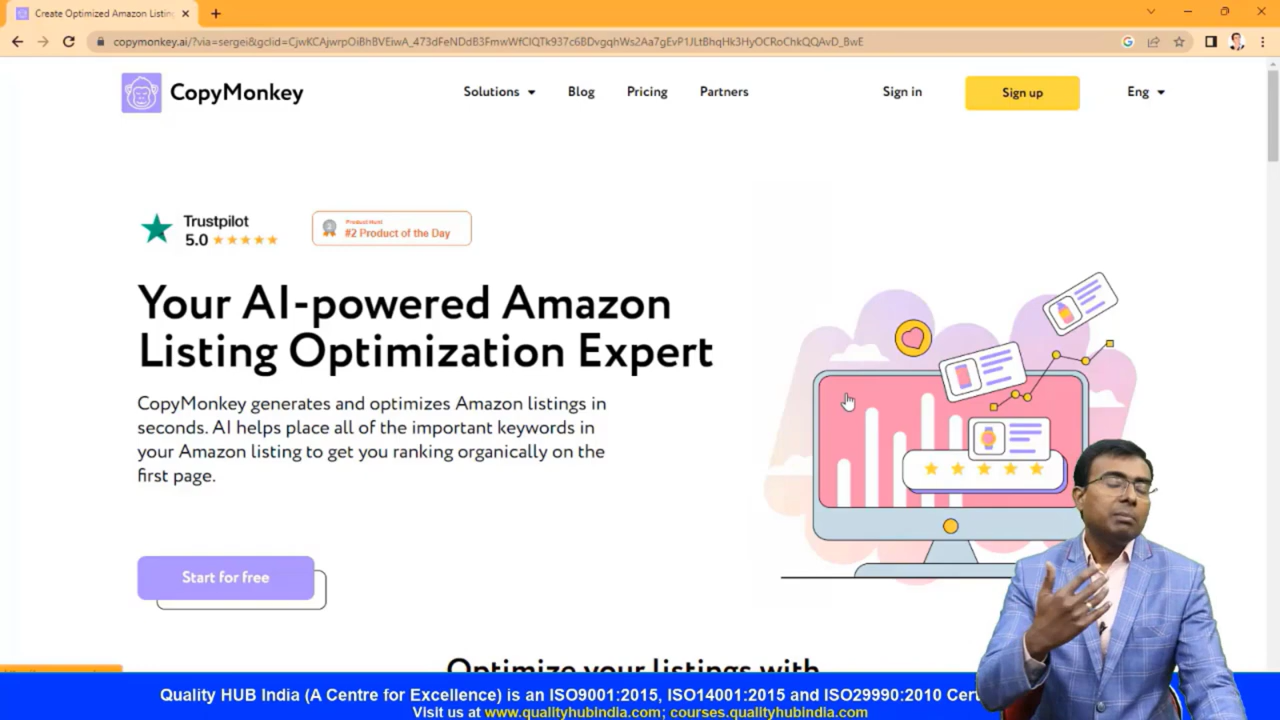 Create Optimized Amazon Listin
copymonkey.ai/?via=sergei&gclid=CjwKCAjwrpOiBhBVEiwA_473dFeNDdB3FmwWfCIQTk937c6BDvgqhWs2Aa7gEvP1JLtBhqHk3HyOCRoChkQQAvD_BwE
CopyMonkey
Solutions
Blog
Pricing
Partners
Sign in
Sign up
Eng
Trustpilot
5.0
Product Hunt
#2 Product of the Day
Your AI-powered Amazon
Listing Optimization Expert
CopyMonkey generates and optimizes Amazon listings in
seconds. AI helps place all of the important keywords in
your Amazon listing to get you ranking organically on the
first page.
Start for free
Optimize your listings with
Quality HUB India (A Centre for Excellence) is an ISO9001:2015, ISO14001:2015 and ISO29990:2010 Cert
Visit us at www.qualityhubindia.com; courses.qualityhubindia.com